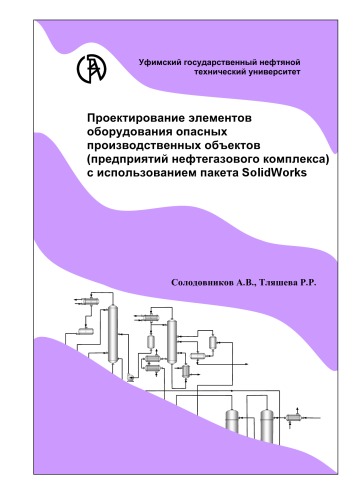 Уфимский государственный нефтяной
технический университет
Проектирование элементов
оборудования опасных
производственных объектов
(предприятий нефтегазового комплекса)
с использованием пакета SolidWorks
Солодовников А.В., Тляшева Р.Р.